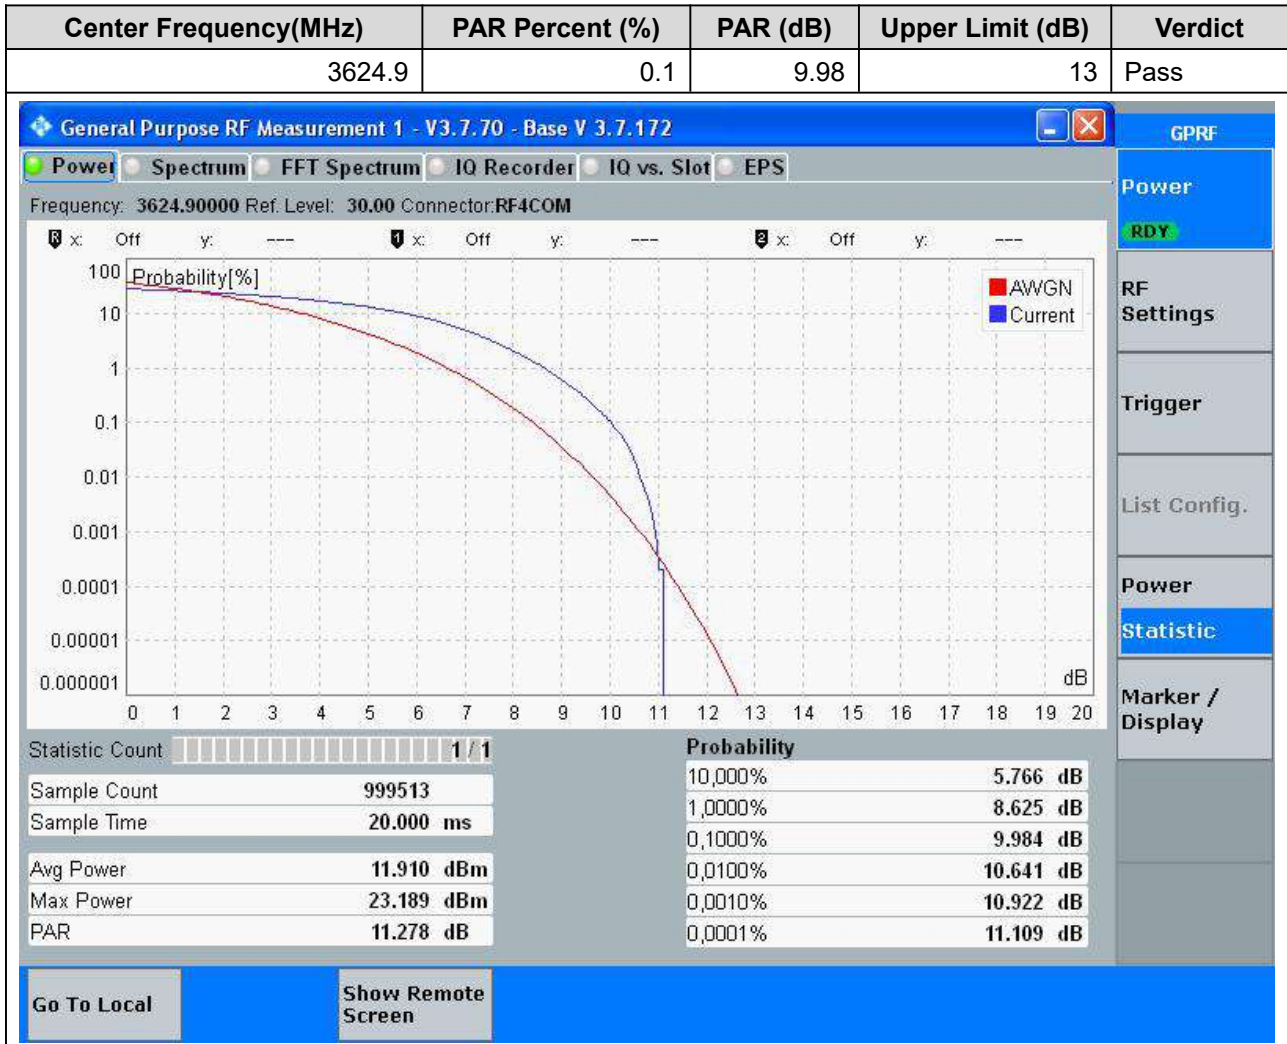 Center Frequency(MHz) PAR Percent (%) PAR (dB) Upper Limit (dB) Verdict
3624.9 0.1 9.98 13 Pass
General Purpose RF Measurement 1 - V3.7.70 - Base V 3.7.172
GPRF
Power Spectrum FFT Spectrum IQ Recorder IQ vs. Slot EPS
Power
RDY
Frequency: 3624.90000 Ref. Level: 30.00 Connector:RF4COM
R x: Off y: --- 1 x: Off y: --- 2 x: Off y: ---
Probability[%]
AWGN
Current
100
10
1
0.1
0.01
0.001
0.0001
0.00001
0.000001
dB
0 1 2 3 4 5 6 7 8 9 10 11 12 13 14 15 16 17 18 19 20
RF
Settings
Trigger
List Config.
Power
Statistic
Marker /
Display
Statistic Count 1 / 1
Sample Count 999513
Sample Time 20.000 ms
Avg Power 11.910 dBm
Max Power 23.189 dBm
PAR 11.278 dB
Probability
10,000% 5.766 dB
1,0000% 8.625 dB
0,1000% 9.984 dB
0,0100% 10.641 dB
0,0010% 10.922 dB
0,0001% 11.109 dB
Go To Local
Show Remote
Screen